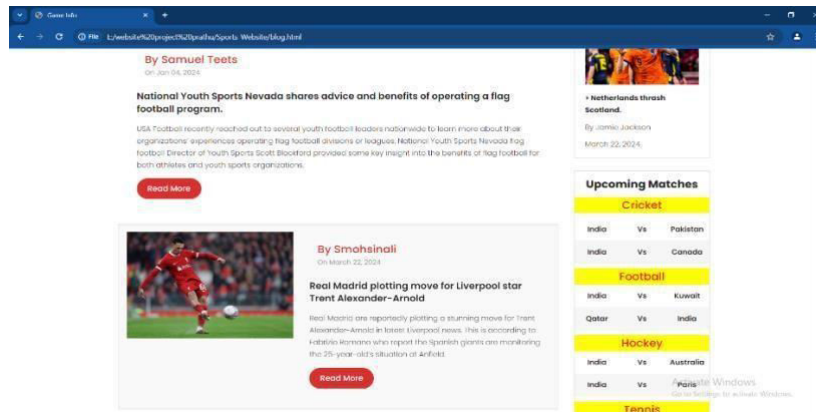 Game Info
File E:/website%20project%20prathu/Sports Website/blog.html
By Samuel Teets
On Jan 04, 2024
National Youth Sports Nevada shares advice and benefits of operating a flag
football program.
USA Football recently reached out to several youth football leaders nationwide to learn more about their
organizations' experiences operating flag football divisions or leagues. National Youth Sports Nevada flag
football Director of Youth Sports Scott Blackford provided some key insight into the benefits of flag football for
both athletes and youth sports organizations.
Read More
By Smohsinali
On March 22, 2024
Real Madrid plotting move for Liverpool star
Trent Alexander-Arnold
Real Madrid are reportedly plotting a stunning move for Trent
Alexander-Arnold in latest Liverpool news. This is according to
Fabrizio Romano who report the Spanish giants are monitoring
the 25-year-old's situation at Anfield.
Read More
• Netherlands thrash
Scotland.
By Jamie Jackson
March 22, 2024
Upcoming Matches
Cricket
India Vs Pakistan
India Vs Canada
Football
India Vs Kuwait
Qatar Vs India
Hockey
India Vs Australia
India Vs Paris
Tennis
Activate Windows
Go to Settings to activate Windows.